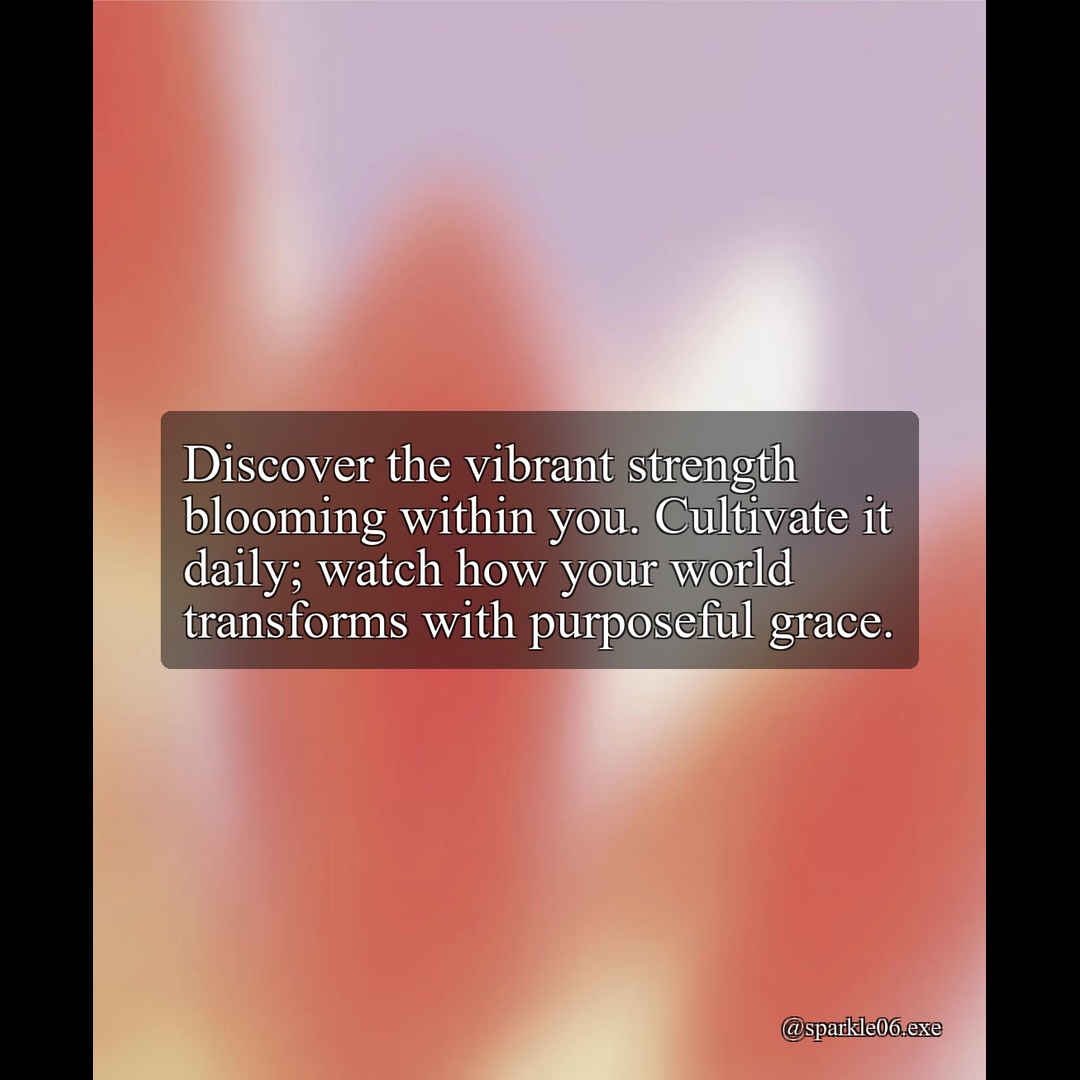 Discover the vibrant strength
blooming within you. Cultivate it
daily; watch how your world
transforms with purposeful grace.
@sparkle06.exe